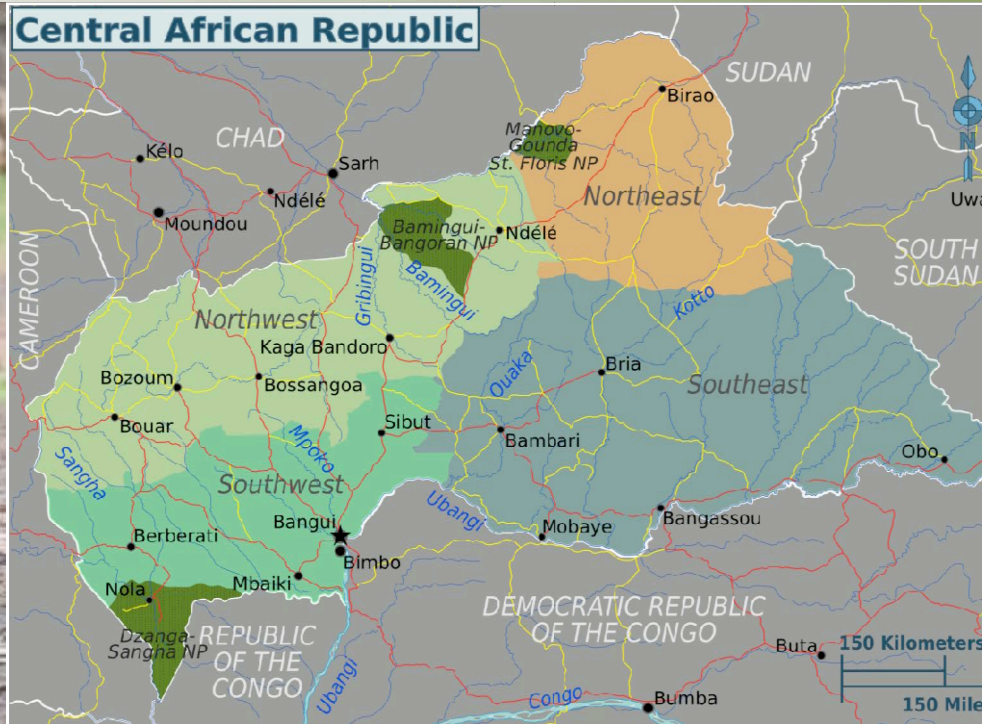 Central African Republic
SUDAN
Birao
CHAD
Manovo-
Gounda
St. Floris NP
Kélo
Sarh
Ndélé
Northeast
Moundou
Bamingui-
Bangoran NP
Ndélé
SOUTH
SUDAN
CAMEROON
Gribingui
Bamingui
Kotto
Northwest
Kaga Bandoro
Ouaka
Bria
Bozoum
Bossangoa
Southeast
Bouar
Sibut
Mpoko
Bambari
Obo
Sangha
Southwest
Ubangi
Bangui
Bangassou
Berberati
Mobaye
Bimbo
Nola
Mbaiki
DEMOCRATIC REPUBLIC
OF THE CONGO
Dzanga-
Sangha NP
REPUBLIC
OF THE
CONGO
Buta
150 Kilometers
Ubangi
Congo
Bumba
150 Mile
N